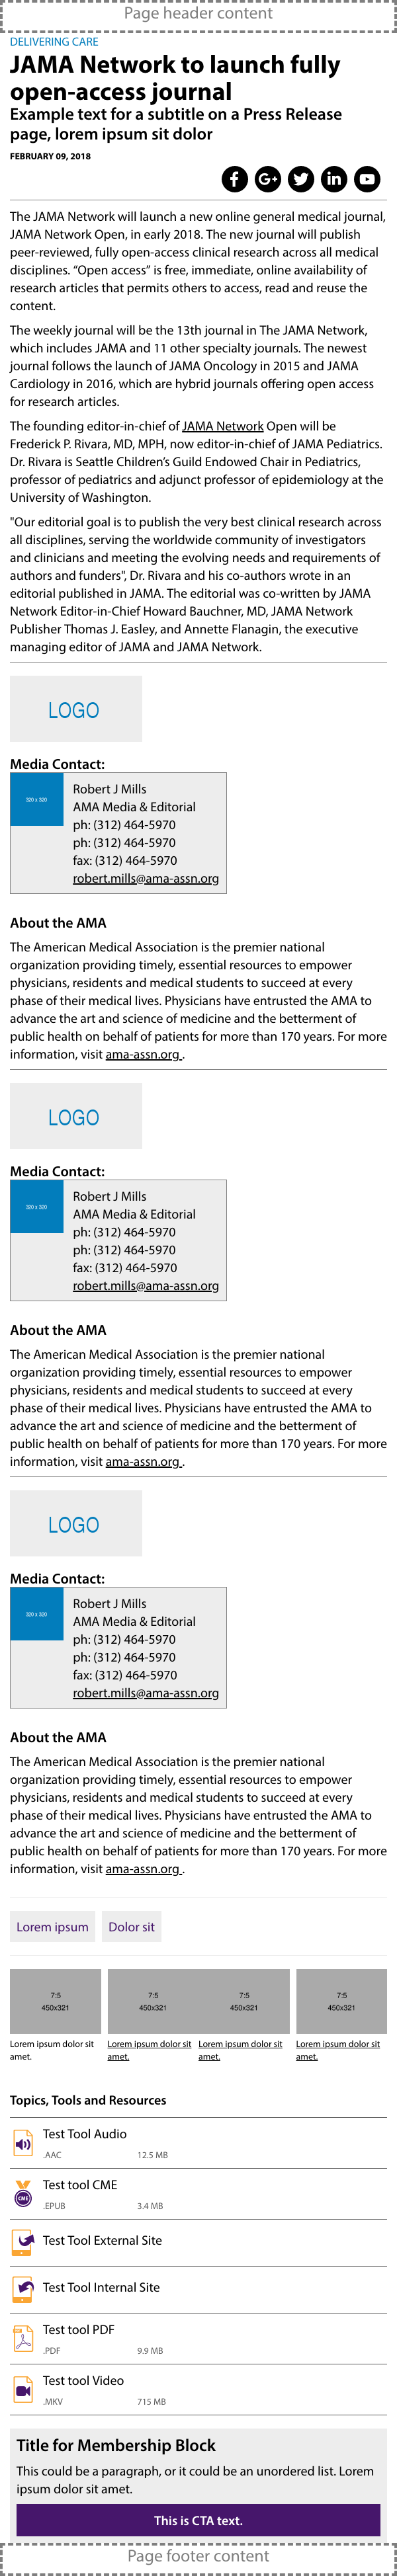 Page header content
DELIVERING CARE
JAMA Network to launch fully
open-access journal
Example text for a subtitle on a Press Release
page, lorem ipsum sit dolor
FEBRUARY 09, 2018
The JAMA Network will launch a new online general medical journal,
JAMA Network Open, in early 2018. The new journal will publish
peer-reviewed, fully open-access clinical research across all medical
disciplines. “Open access” is free, immediate, online availability of
research articles that permits others to access, read and reuse the
content.
The weekly journal will be the 13th journal in The JAMA Network,
which includes JAMA and 11 other specialty journals. The newest
journal follows the launch of JAMA Oncology in 2015 and JAMA
Cardiology in 2016, which are hybrid journals offering open access
for research articles.
The founding editor-in-chief of JAMA Network Open will be
Frederick P. Rivara, MD, MPH, now editor-in-chief of JAMA Pediatrics.
Dr. Rivara is Seattle Children’s Guild Endowed Chair in Pediatrics,
professor of pediatrics and adjunct professor of epidemiology at the
University of Washington.
"Our editorial goal is to publish the very best clinical research across
all disciplines, serving the worldwide community of investigators
and clinicians and meeting the evolving needs and requirements of
authors and funders", Dr. Rivara and his co-authors wrote in an
editorial published in JAMA. The editorial was co-written by JAMA
Network Editor-in-Chief Howard Bauchner, MD, JAMA Network
Publisher Thomas J. Easley, and Annette Flanagin, the executive
managing editor of JAMA and JAMA Network.
LOGO
Media Contact:
320 x 320
Robert J Mills
AMA Media & Editorial
ph: (312) 464-5970
ph: (312) 464-5970
fax: (312) 464-5970
robert.mills@ama-assn.org
About the AMA
The American Medical Association is the premier national
organization providing timely, essential resources to empower
physicians, residents and medical students to succeed at every
phase of their medical lives. Physicians have entrusted the AMA to
advance the art and science of medicine and the betterment of
public health on behalf of patients for more than 170 years. For more
information, visit ama-assn.org .
LOGO
Media Contact:
320 x 320
Robert J Mills
AMA Media & Editorial
ph: (312) 464-5970
ph: (312) 464-5970
fax: (312) 464-5970
robert.mills@ama-assn.org
About the AMA
The American Medical Association is the premier national
organization providing timely, essential resources to empower
physicians, residents and medical students to succeed at every
phase of their medical lives. Physicians have entrusted the AMA to
advance the art and science of medicine and the betterment of
public health on behalf of patients for more than 170 years. For more
information, visit ama-assn.org .
LOGO
Media Contact:
320 x 320
Robert J Mills
AMA Media & Editorial
ph: (312) 464-5970
ph: (312) 464-5970
fax: (312) 464-5970
robert.mills@ama-assn.org
About the AMA
The American Medical Association is the premier national
organization providing timely, essential resources to empower
physicians, residents and medical students to succeed at every
phase of their medical lives. Physicians have entrusted the AMA to
advance the art and science of medicine and the betterment of
public health on behalf of patients for more than 170 years. For more
information, visit ama-assn.org .
Lorem ipsum Dolor sit
7:5 7:5 7:5 7:5
450x321 450x321 450x321 450x321
Lorem ipsum dolor sit Lorem ipsum dolor sit Lorem ipsum dolor sit Lorem ipsum dolor sit
amet. amet. amet. amet.
Topics, Tools and Resources
Test Tool Audio
.AAC 12.5 MB
Test tool CME
CME
.EPUB 3.4 MB
Test Tool External Site
Test Tool Internal Site
Test tool PDF
.PDF 9.9 MB
Test tool Video
.MKV 715 MB
Title for Membership Block
This could be a paragraph, or it could be an unordered list. Lorem
ipsum dolor sit amet.
This is CTA text.
Page footer content